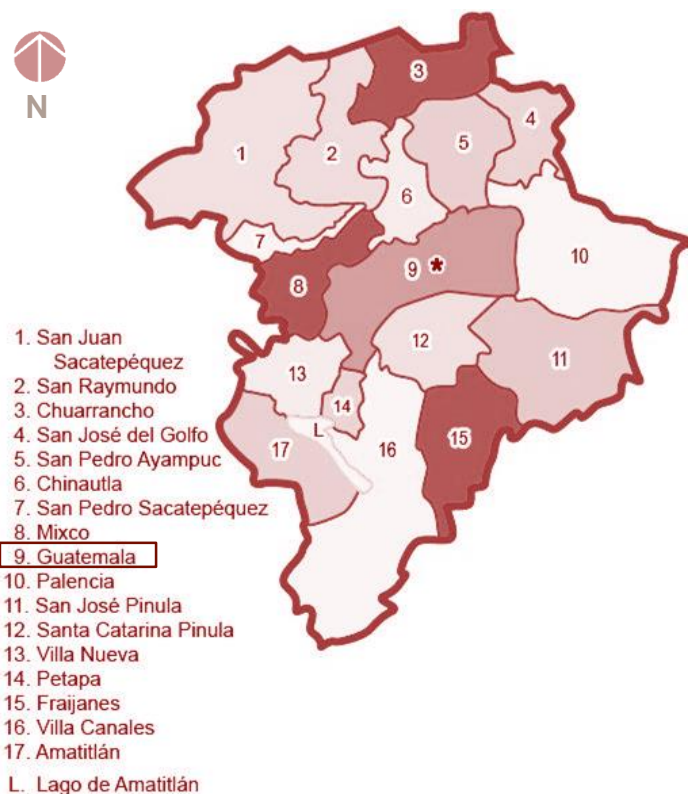 N
3
4
5
2
1
6
7
10
9 *
8
12
11
13
14
L
15
16
17
1. San Juan
Sacatepéquez
2. San Raymundo
3. Chuarrancho
4. San José del Golfo
5. San Pedro Ayampuc
6. Chinautla
7. San Pedro Sacatepéquez
8. Mixco
9. Guatemala
10. Palencia
11. San José Pinula
12. Santa Catarina Pinula
13. Villa Nueva
14. Petapa
15. Fraijanes
16. Villa Canales
17. Amatitlán
L. Lago de Amatitlán